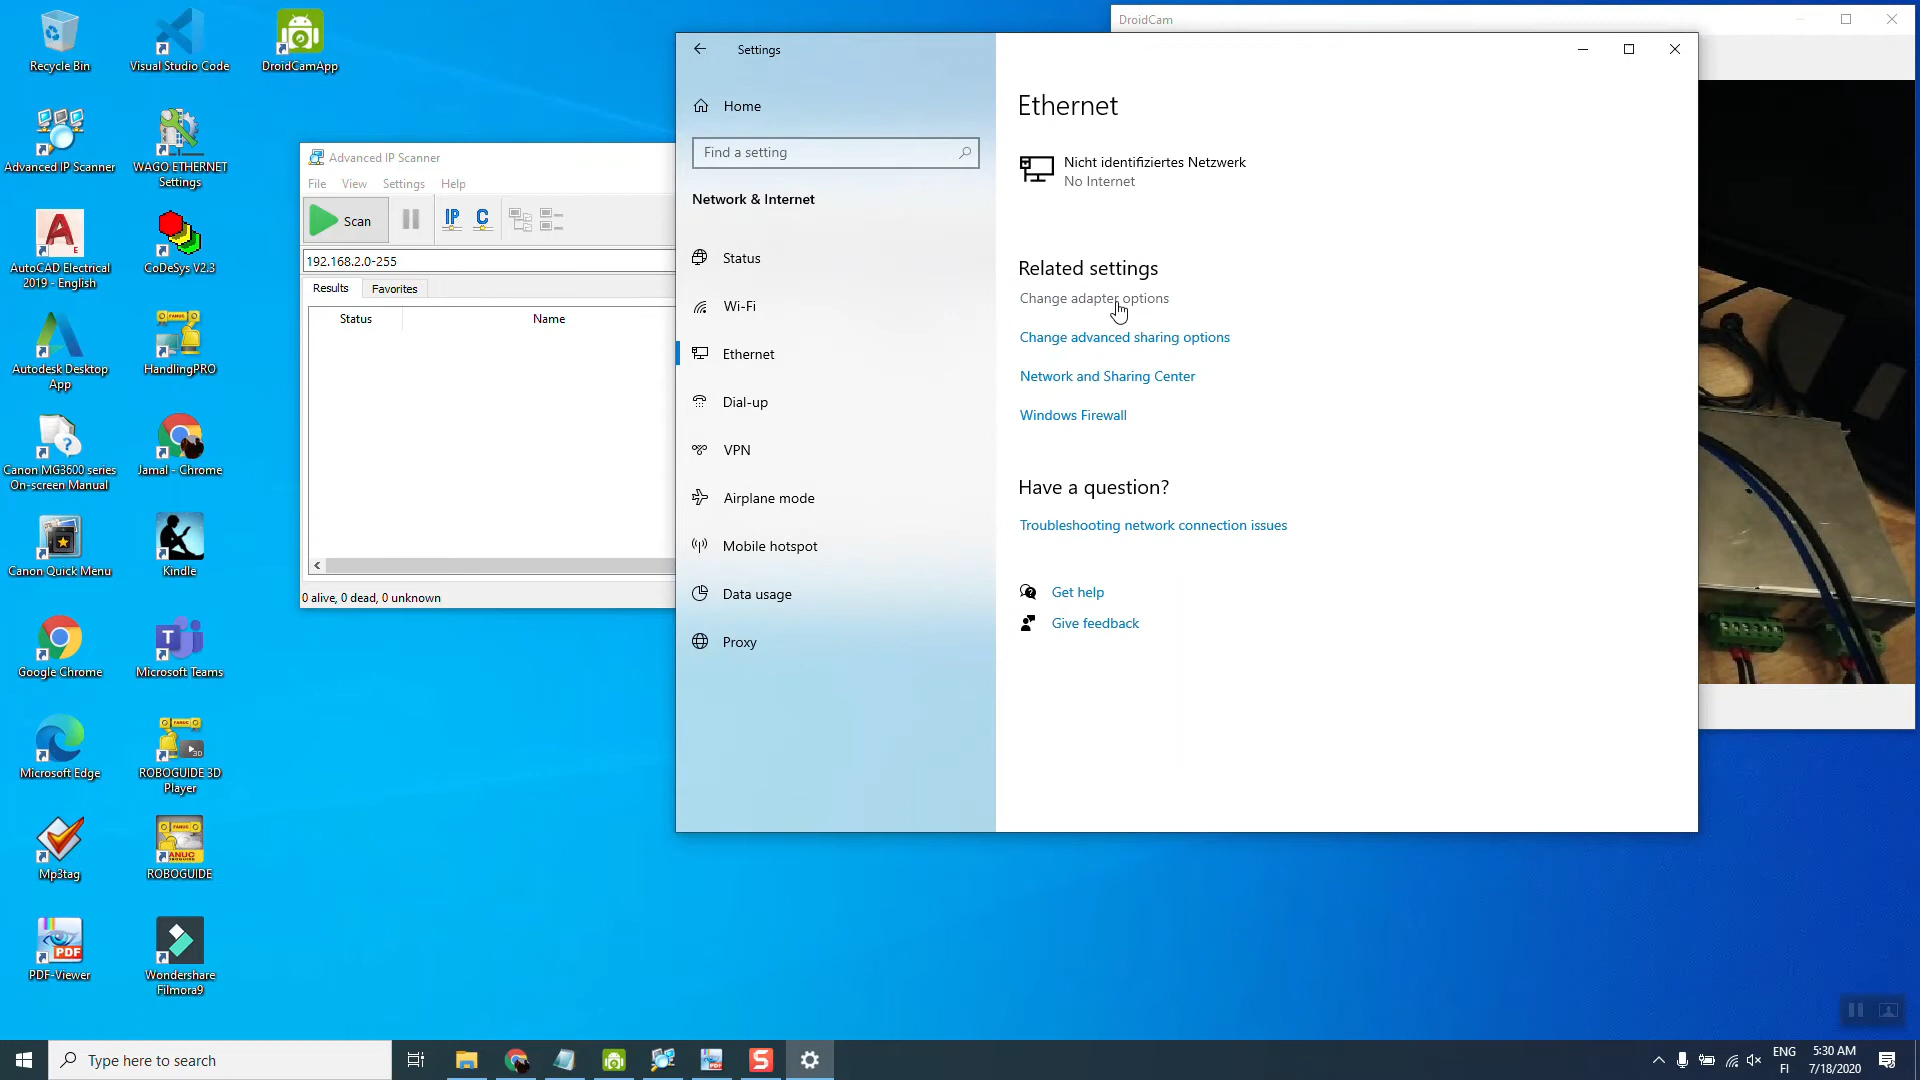 Recycle Bin
Visual Studio Code
DroidCamApp
Advanced IP Scanner
WAGO ETHERNET
Settings
AutoCAD Electrical
2019 - English
CoDeSys V2.3
Autodesk Desktop
App
HandlingPRO
Canon MG3600 series
On-screen Manual
Jamal - Chrome
Canon Quick Menu
Kindle
Google Chrome
Microsoft Teams
Microsoft Edge
ROBOGUIDE 3D
Player
Mp3tag
ROBOGUIDE
PDF-Viewer
Wondershare
Filmora9
Advanced IP Scanner
File View Settings Help
Scan
IP C
192.168.2.0-255
Results Favorites
Status Name
0 alive, 0 dead, 0 unknown
DroidCam
Settings
Home
Find a setting
Network & Internet
Status
Wi-Fi
Ethernet
Dial-up
VPN
Airplane mode
Mobile hotspot
Data usage
Proxy
Ethernet
Nicht identifiziertes Netzwerk
No Internet
Related settings
Change adapter options
Change advanced sharing options
Network and Sharing Center
Windows Firewall
Have a question?
Troubleshooting network connection issues
Get help
Give feedback
Type here to search
ENG
FI
5:30 AM
7/18/2020